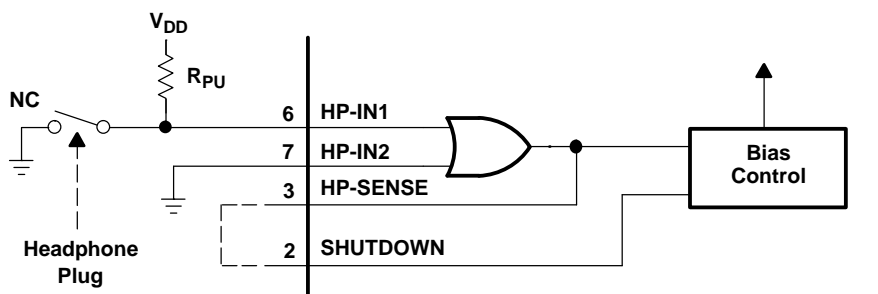 VDD
RPU
NC
6 HP-IN1
7 HP-IN2
3 HP-SENSE
2 SHUTDOWN
Bias
Control
Headphone
Plug